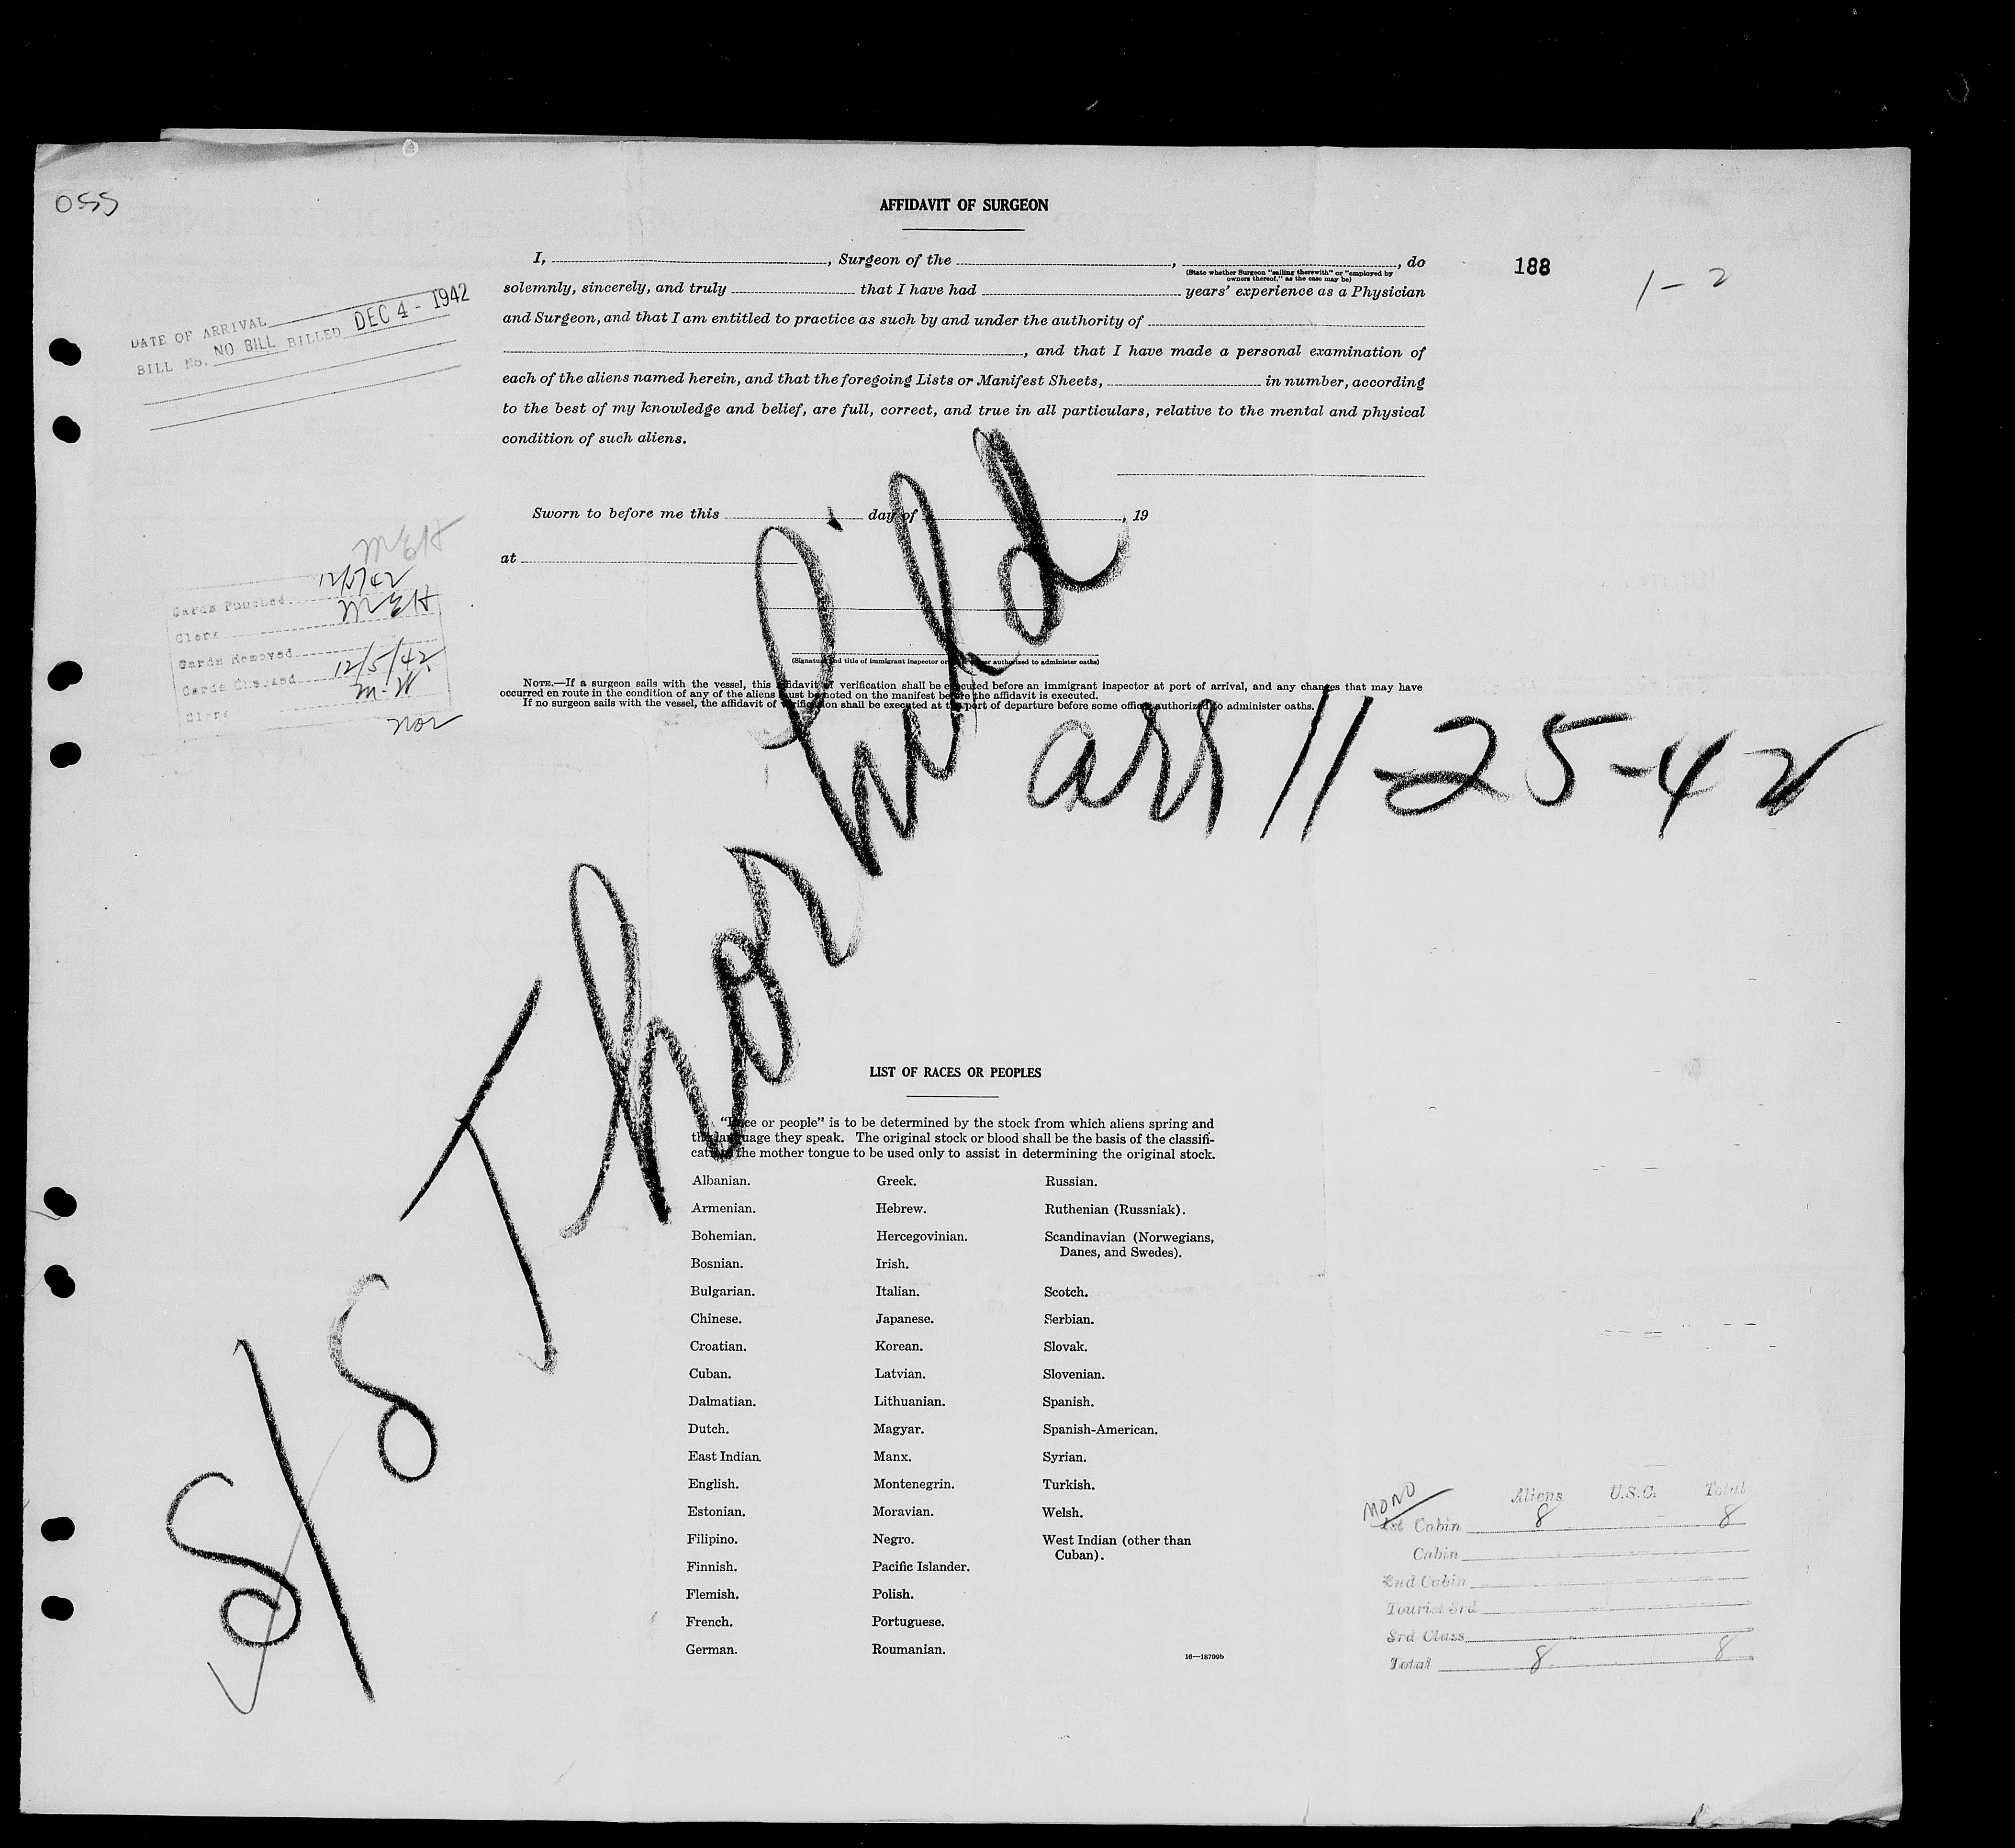 055
AFFIDAVIT OF SURGEON
188
1-2
I, , Surgeon of the , , do
(State whether Surgeon "sailing therewith" or "employed by
owners thereof," as the case may be)
solemnly, sincerely, and truly that I have had years' experience as a Physician
and Surgeon, and that I am entitled to practice as such by and under the authority of
, and that I have made a personal examination of
each of the aliens named herein, and that the foregoing Lists or Manifest Sheets, in number, according
to the best of my knowledge and belief, are full, correct, and true in all particulars, relative to the mental and physical
condition of such aliens.
DATE OF ARRIVAL
BILL No. NO BILL BILLED DEC 4 - 1942
Sworn to before me this day of , 19
at
(Signature and title of immigrant inspector or other officer authorized to administer oaths)
NOTE.—If a surgeon sails with the vessel, this affidavit of verification shall be executed before an immigrant inspector at port of arrival, and any changes that may have
occurred en route in the condition of any of the aliens must be noted on the manifest before the affidavit is executed.
If no surgeon sails with the vessel, the affidavit of verification shall be executed at the port of departure before some officer authorized to administer oaths.
MEH
Cards Punched 12/5/42
Clerk MEH
Cards Removed
Cards Checked 12/5/42
Clerk M-W
nor
S/S Thorhild
arr 11-25-42
LIST OF RACES OR PEOPLES
"Race or people" is to be determined by the stock from which aliens spring and
the language they speak. The original stock or blood shall be the basis of the classifi-
cation, the mother tongue to be used only to assist in determining the original stock.
Albanian. Greek. Russian.
Armenian. Hebrew. Ruthenian (Russniak).
Bohemian. Hercegovinian. Scandinavian (Norwegians,
Danes, and Swedes).
Bosnian. Irish.
Bulgarian. Italian. Scotch.
Chinese. Japanese. Serbian.
Croatian. Korean. Slovak.
Cuban. Latvian. Slovenian.
Dalmatian. Lithuanian. Spanish.
Dutch. Magyar. Spanish-American.
East Indian. Manx. Syrian.
English. Montenegrin. Turkish.
Estonian. Moravian. Welsh.
Filipino. Negro. West Indian (other than
Cuban).
Finnish. Pacific Islander.
Flemish. Polish.
French. Portuguese.
German. Roumanian.
16—18709b
MONO
Aliens U.S.C. Total
1st Cabin 8 8
Cabin
2nd Cabin
Tourist 3rd
3rd Class
Total 8 8